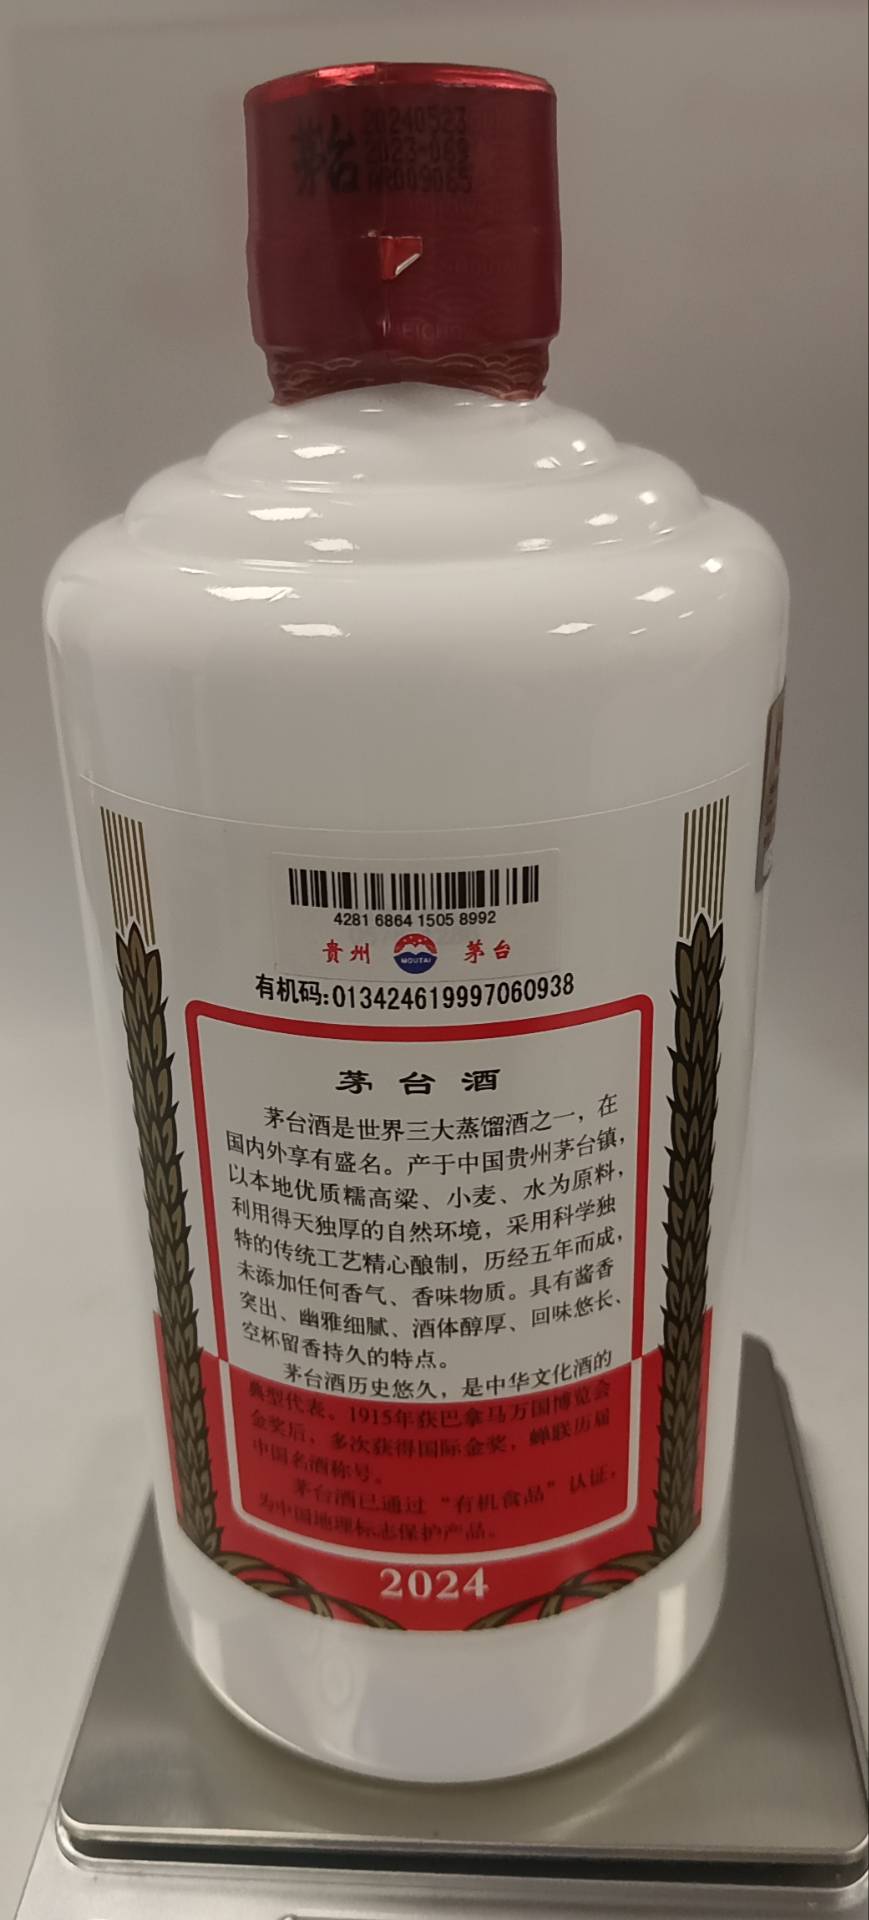 茅台
20240523
2023-069
AR009065
4281 6864 1505 8992
贵州 MOUTAI 茅台
有机码:013424619997060938
茅台酒
茅台酒是世界三大蒸馏酒之一，在
国内外享有盛名。产于中国贵州茅台镇，
以本地优质糯高粱、小麦、水为原料，
利用得天独厚的自然环境，采用科学独
特的传统工艺精心酿制，历经五年而成，
未添加任何香气、香味物质。具有酱香
突出、幽雅细腻、酒体醇厚、回味悠长、
空杯留香持久的特点。
茅台酒历史悠久，是中华文化酒的
典型代表。1915年获巴拿马万国博览会
金奖后，多次获得国际金奖，蝉联历届
中国名酒称号。
茅台酒已通过“有机食品”认证，
为中国地理标志保护产品。
2024